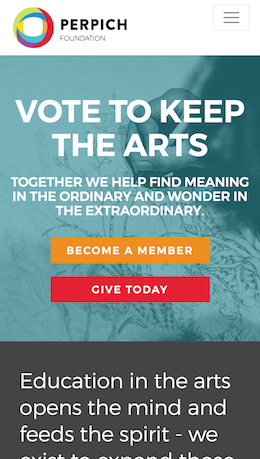 PERPICH
FOUNDATION
VOTE TO KEEP
THE ARTS
TOGETHER WE HELP FIND MEANING
IN THE ORDINARY AND WONDER IN
THE EXTRAORDINARY.
BECOME A MEMBER
GIVE TODAY
Education in the arts
opens the mind and
feeds the spirit - we
exist to expand these